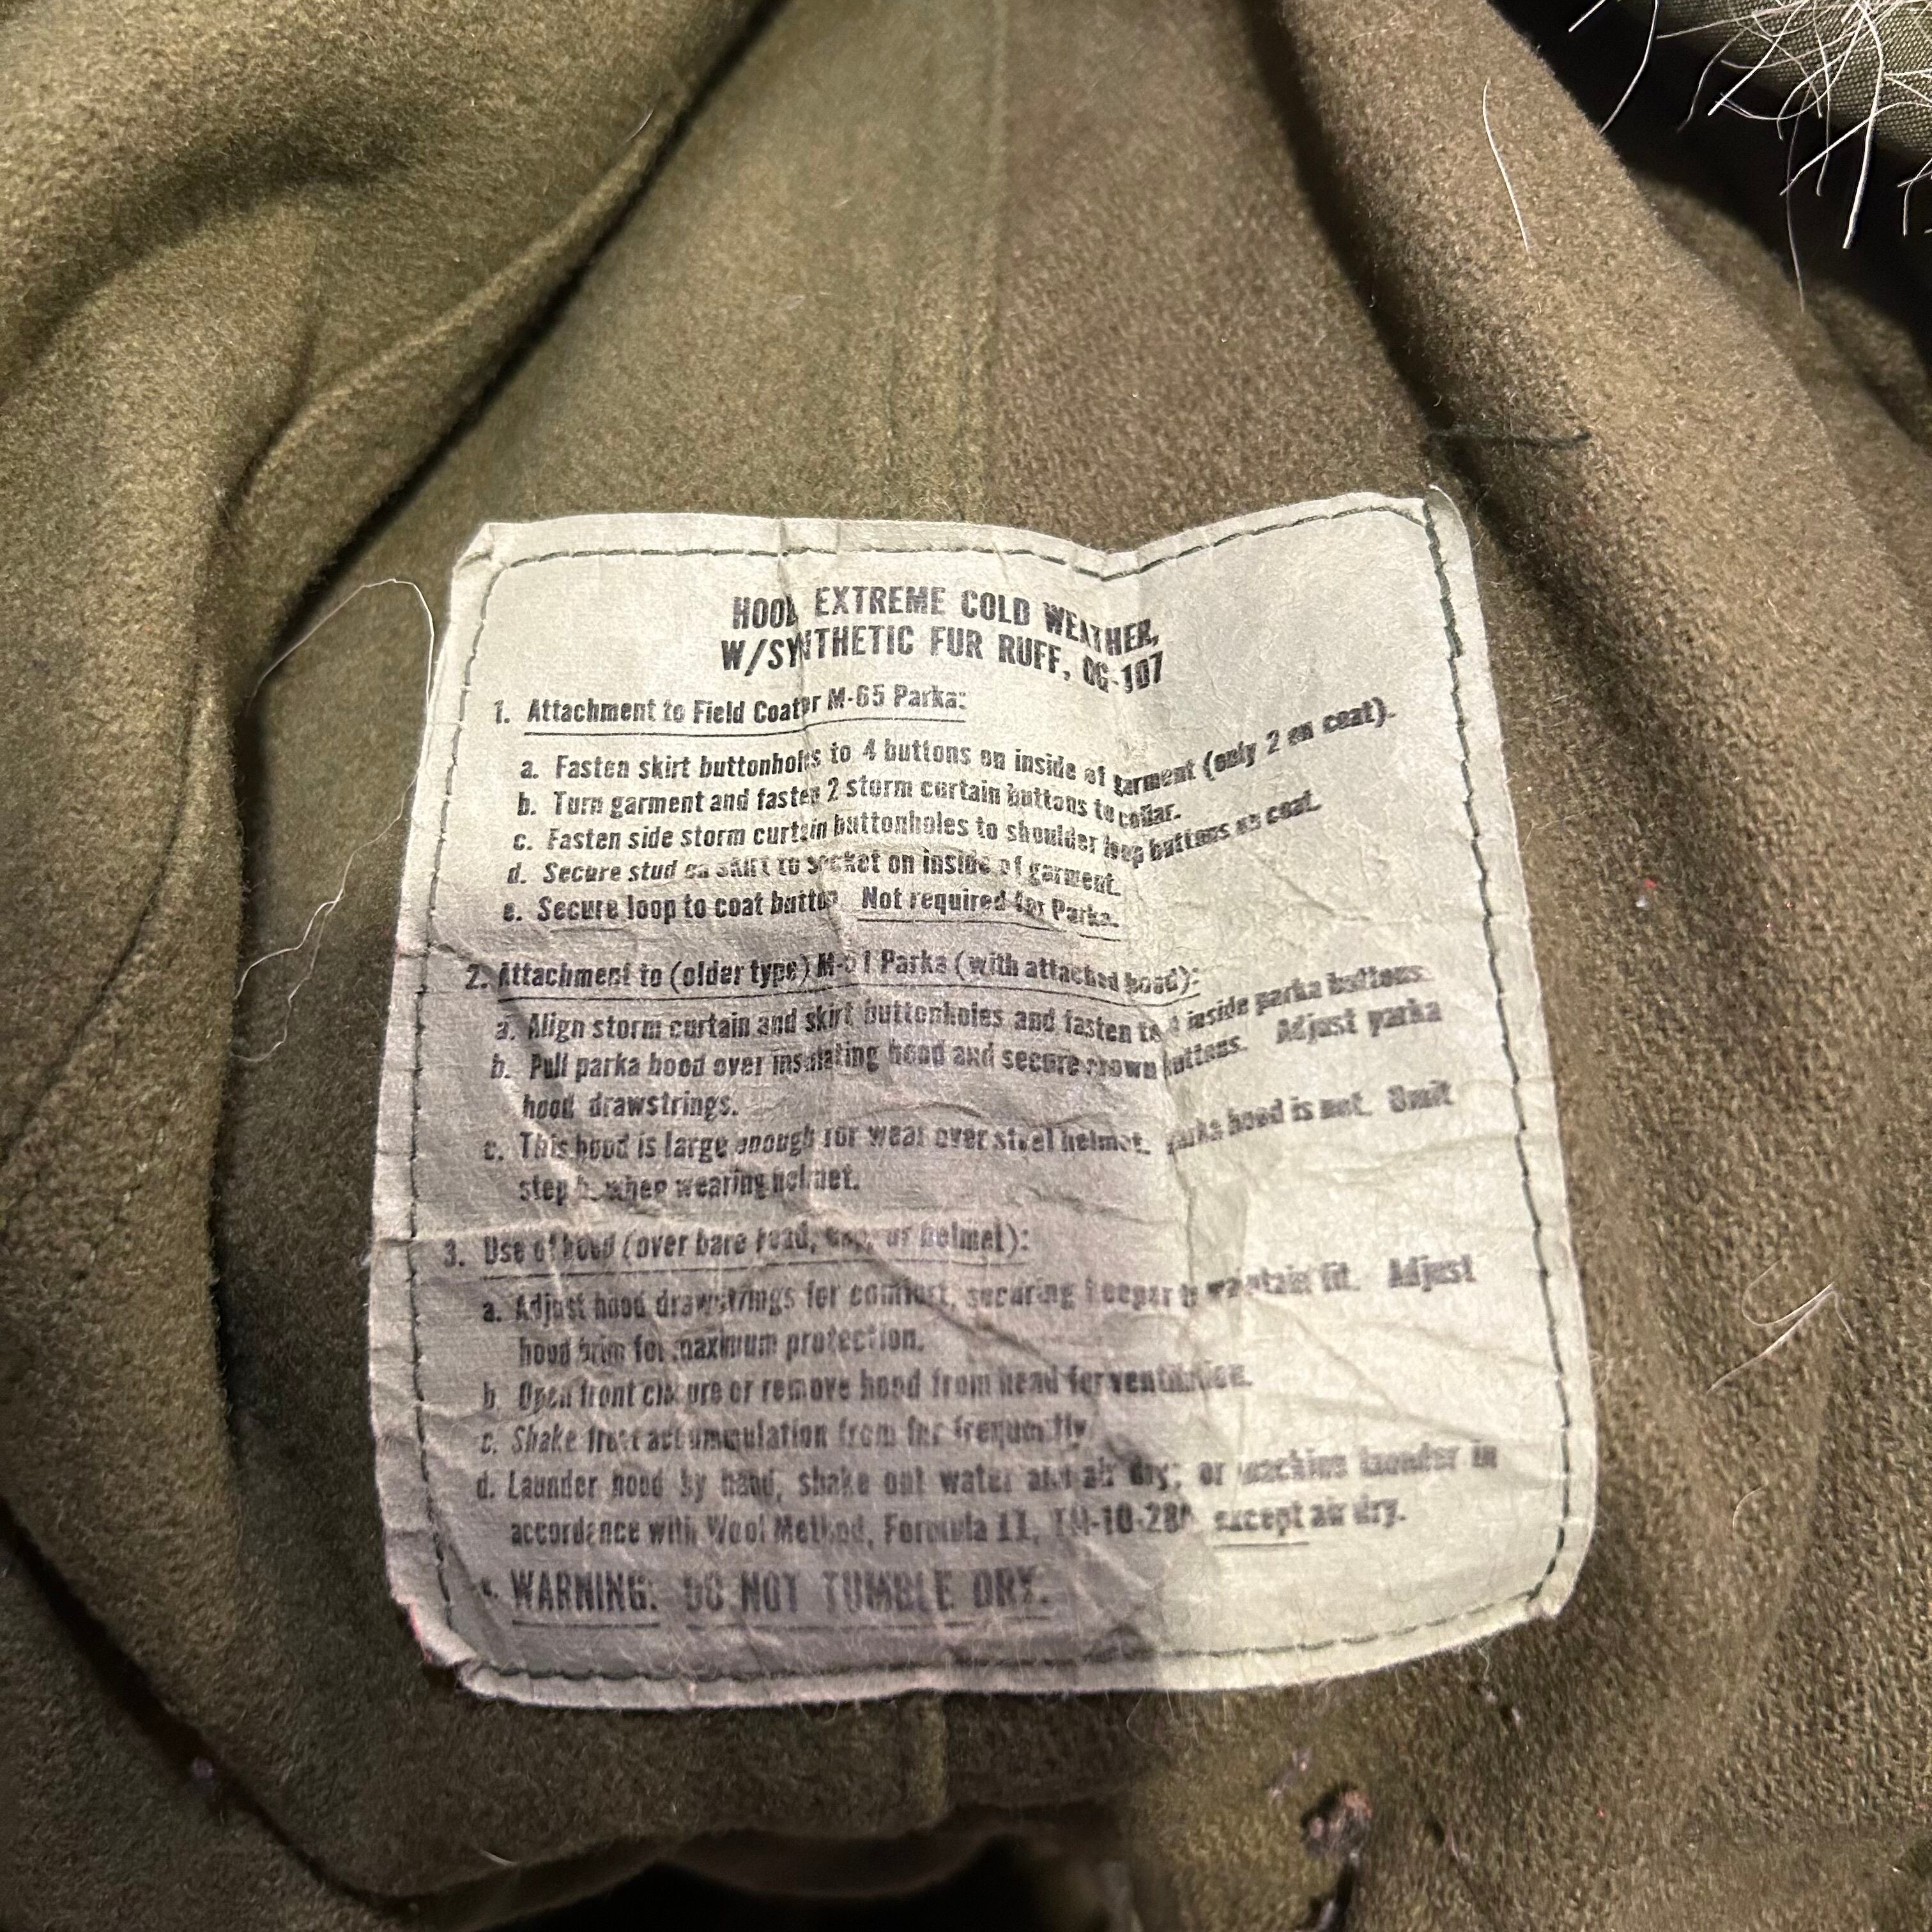 HOOD EXTREME COLD WEATHER,
W/SYNTHETIC FUR RUFF, OG-107
1. Attachment to Field Coat or M-65 Parka:
a. Fasten skirt buttonholes to 4 buttons on inside of garment (only 2 on coat).
b. Turn garment and fasten 2 storm curtain buttons to collar.
c. Fasten side storm curtain buttonholes to shoulder loop buttons on coat.
d. Secure stud on skirt to socket on inside of garment.
e. Secure loop to coat button. Not required for Parka.
2. Attachment to (older type) M-51 Parka (with attached hood):
a. Align storm curtain and skirt buttonholes and fasten to 4 inside parka buttons.
b. Pull parka hood over insulating hood and secure crown buttons. Adjust parka
hood drawstrings.
c. This hood is large enough for wear over steel helmet. parka hood is not. Omit
step b. when wearing helmet.
3. Use of hood (over bare head, cap, or helmet):
a. Adjust hood drawstrings for comfort, securing keeper to maintain fit. Adjust
hood brim for maximum protection.
b Open front closure or remove hood from head for ventilation.
c. Shake frost accummulation from fur frequently.
d. Launder hood by hand, shake out water and air dry; or machine launder in
accordance with Wool Method, Formula II, TM-10-280 except air dry.
WARNING: DO NOT TUMBLE DRY.